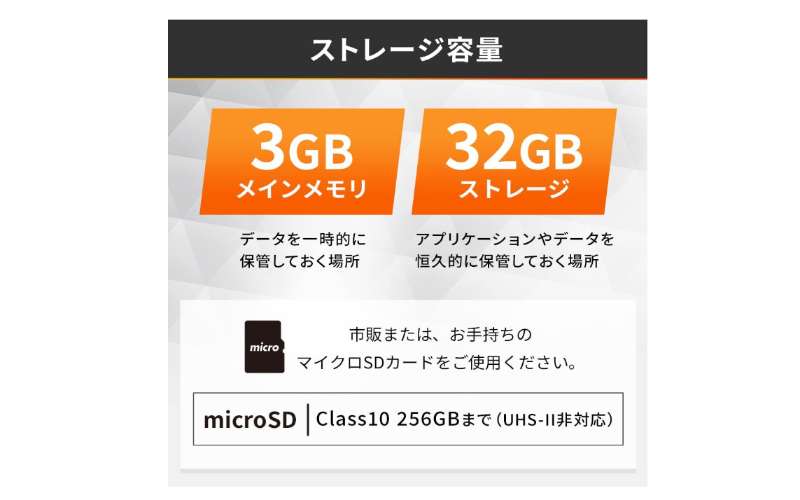 ストレージ容量
3GB
メインメモリ
32GB
ストレージ
データを一時的に
保管しておく場所
アプリケーションやデータを
恒久的に保管しておく場所
micro
市販または、お手持ちの
マイクロSDカードをご使用ください。
microSD Class10 256GBまで（UHS-II非対応）